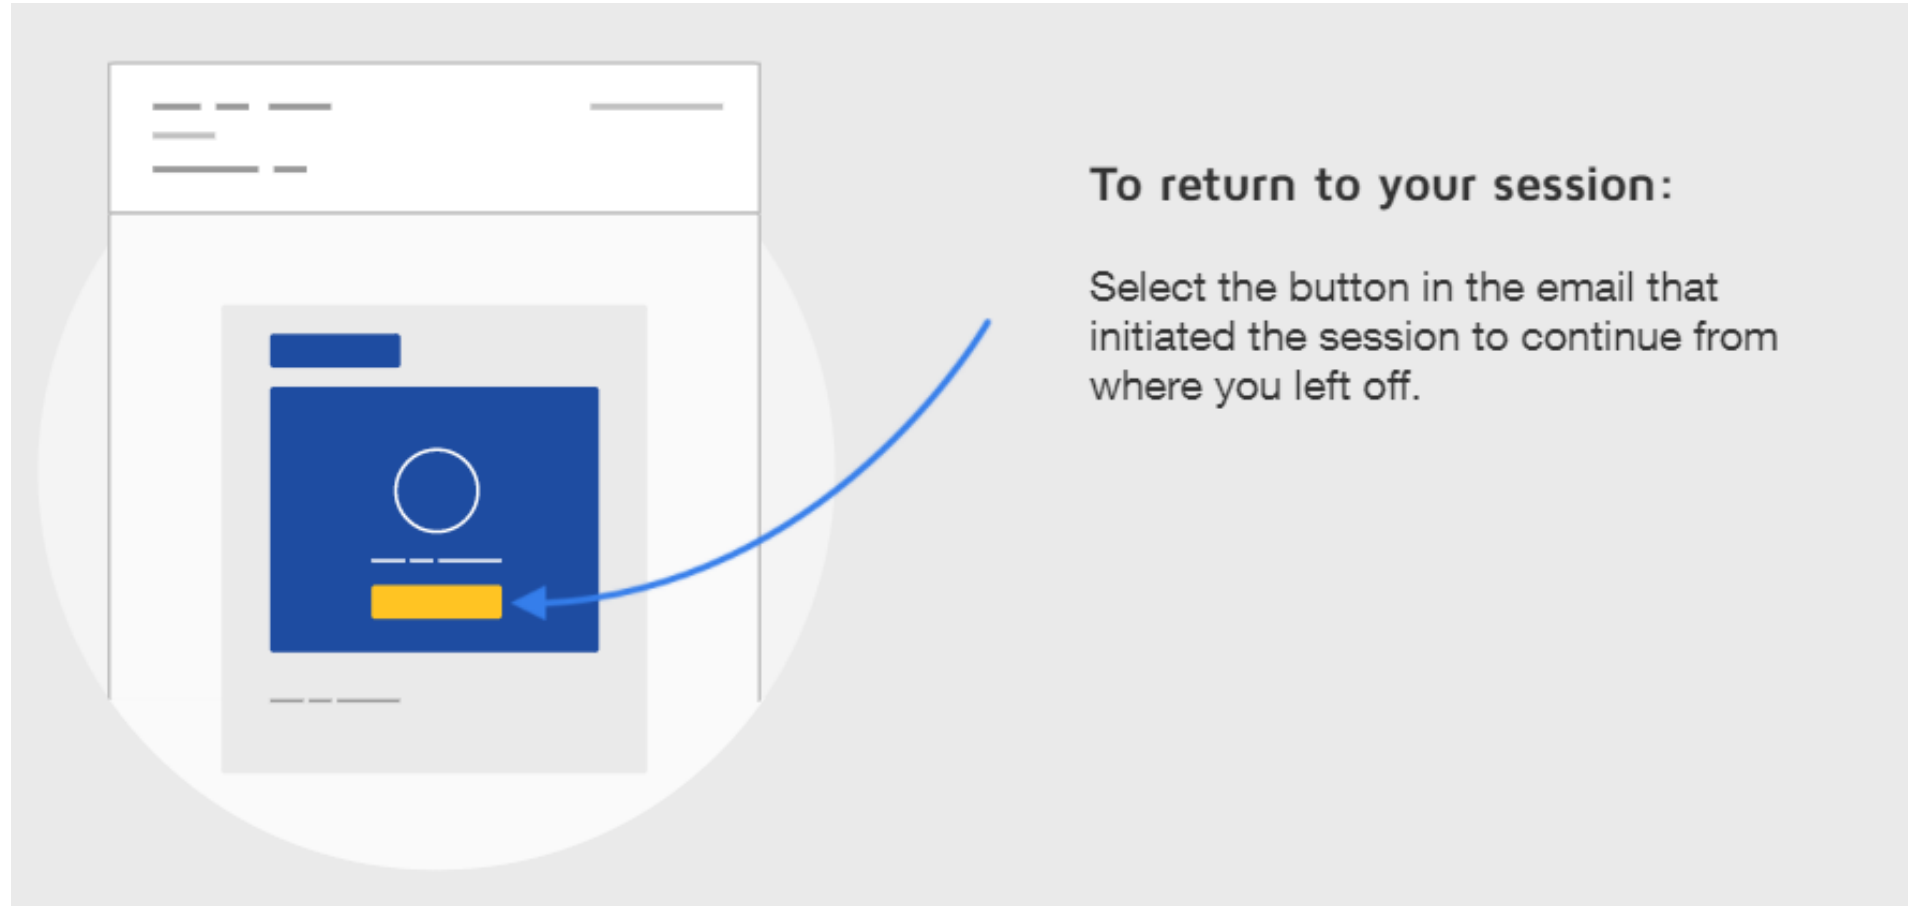 To return to your session:
Select the button in the email that
initiated the session to continue from
where you left off.